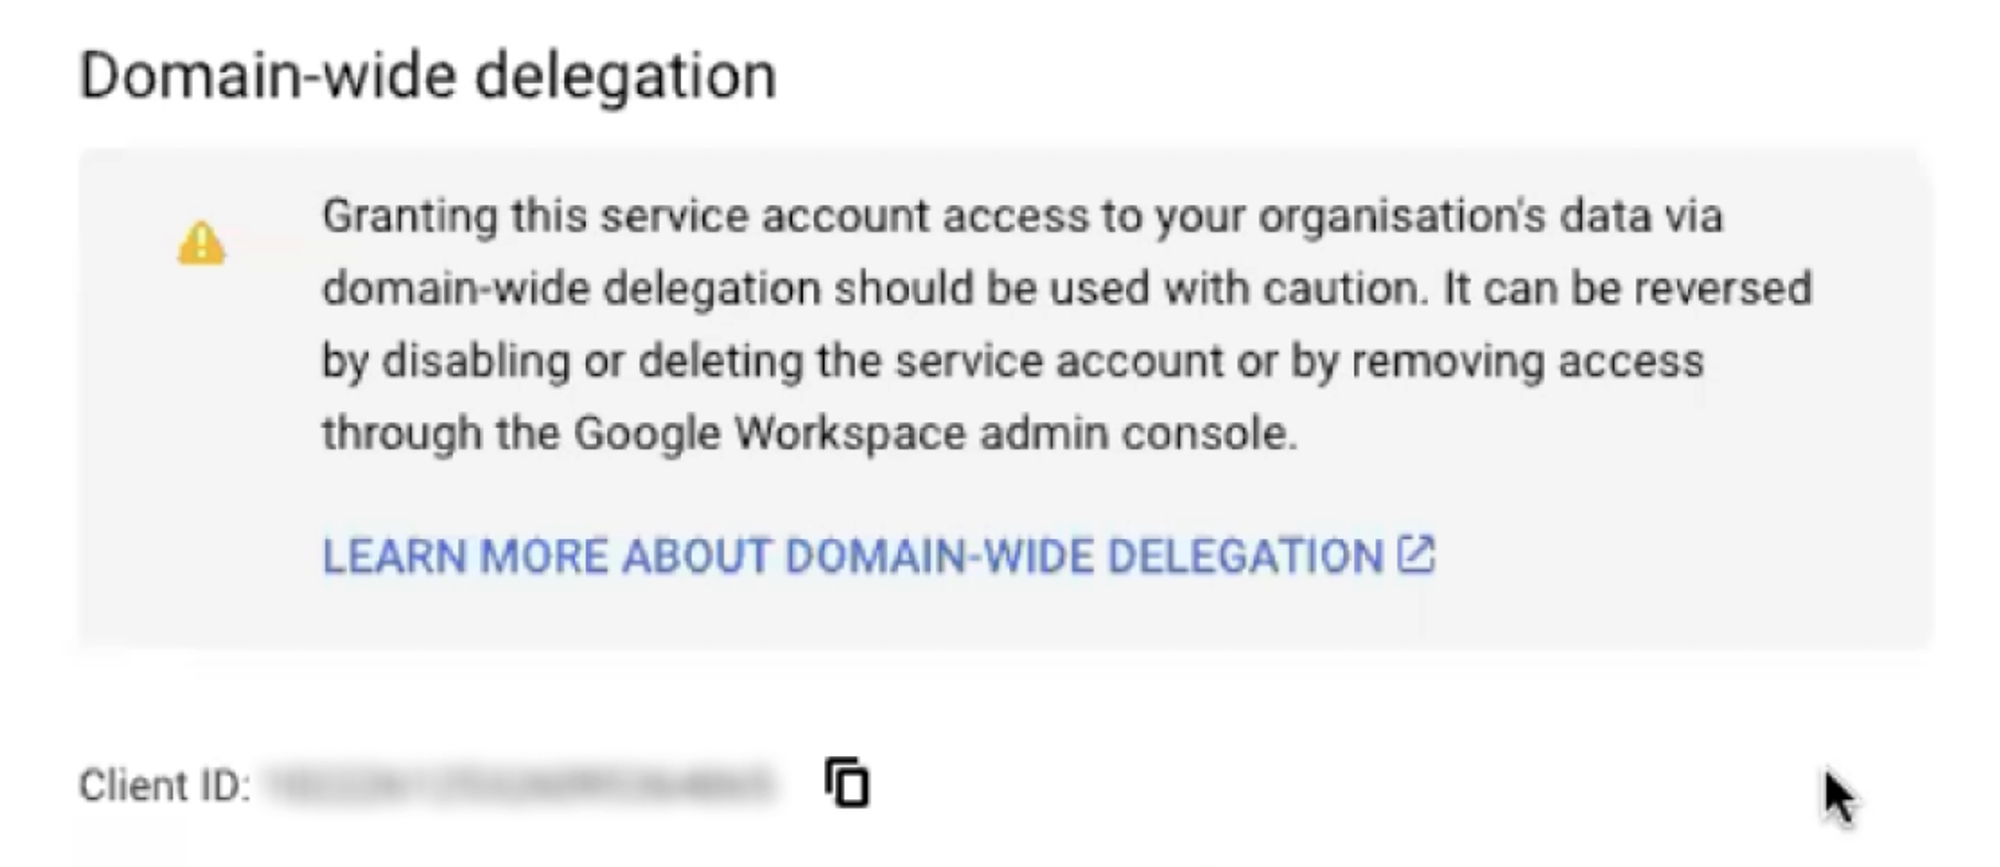 Domain-wide delegation
Granting this service account access to your organisation's data via
domain-wide delegation should be used with caution. It can be reversed
by disabling or deleting the service account or by removing access
through the Google Workspace admin console.
LEARN MORE ABOUT DOMAIN-WIDE DELEGATION
Client ID: